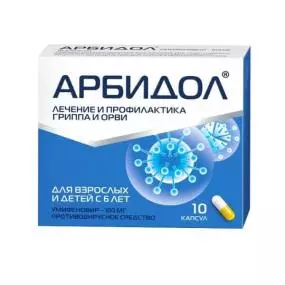 АРБИДОЛ®
ЛЕЧЕНИЕ И ПРОФИЛАКТИКА
ГРИППА И ОРВИ
ДЛЯ ВЗРОСЛЫХ
И ДЕТЕЙ С 6 ЛЕТ
УМИФЕНОВИР - 100 МГ
ПРОТИВОВИРУСНОЕ СРЕДСТВО
10
КАПСУЛ